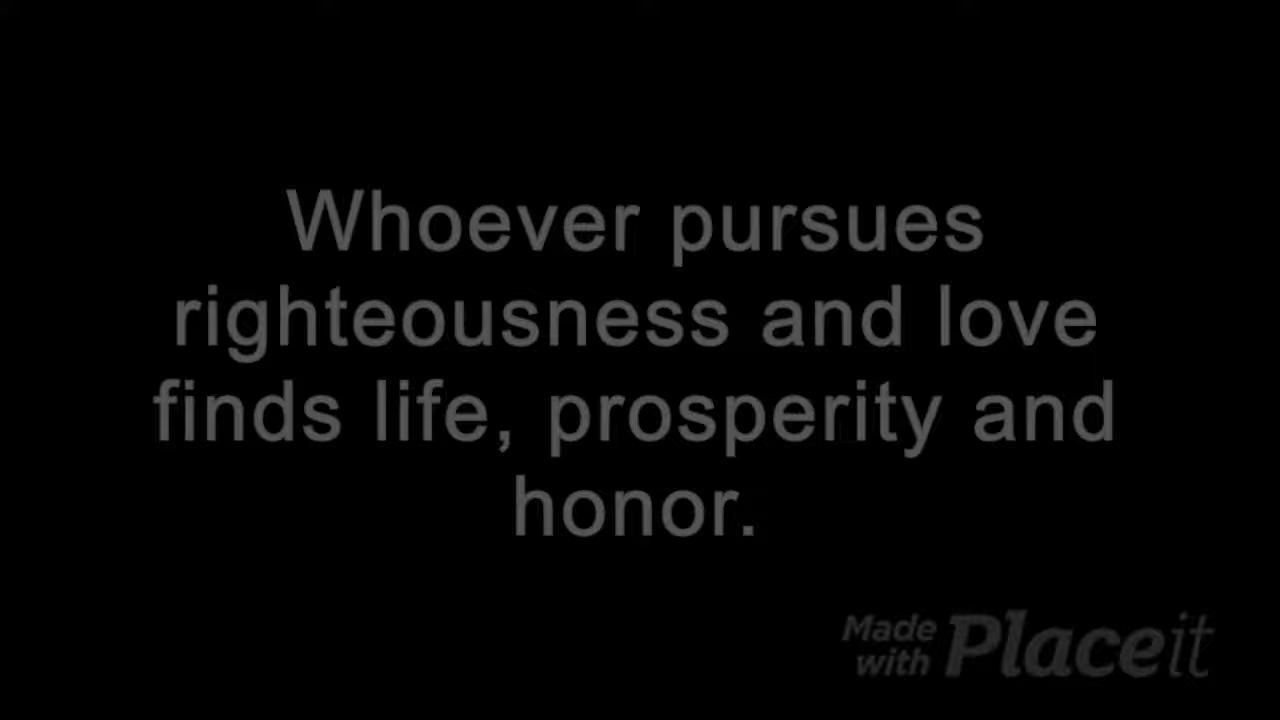 Whoever pursues
righteousness and love
finds life, prosperity and
honor.
Made
with Placeit